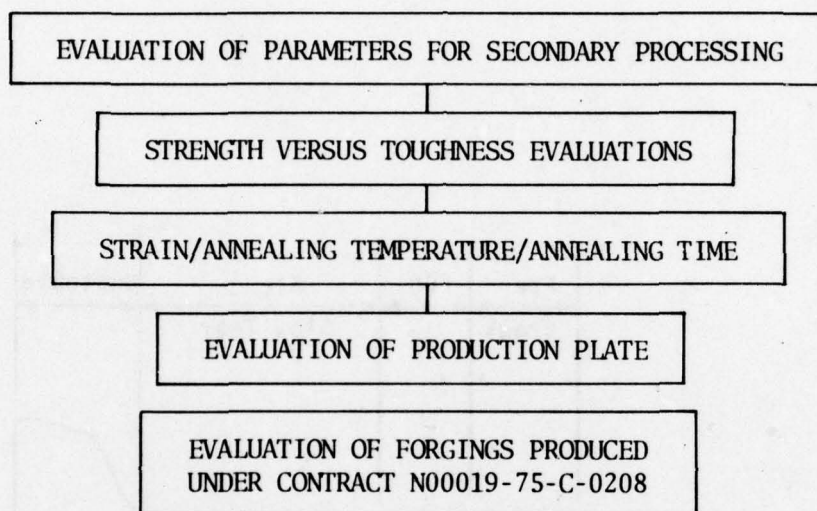 EVALUATION OF PARAMETERS FOR SECONDARY PROCESSING
STRENGTH VERSUS TOUGHNESS EVALUATIONS
STRAIN/ANNEALING TEMPERATURE/ANNEALING TIME
EVALUATION OF PRODUCTION PLATE
EVALUATION OF FORGINGS PRODUCED
UNDER CONTRACT N00019-75-C-0208